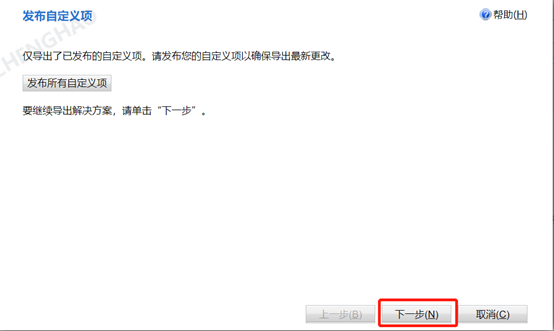 发布自定义项
帮助(H)
仅导出了已发布的自定义项。请发布您的自定义项以确保导出最新更改。
发布所有自定义项
要继续导出解决方案，请单击“下一步”。
上一步(B)
下一步(N)
取消(C)